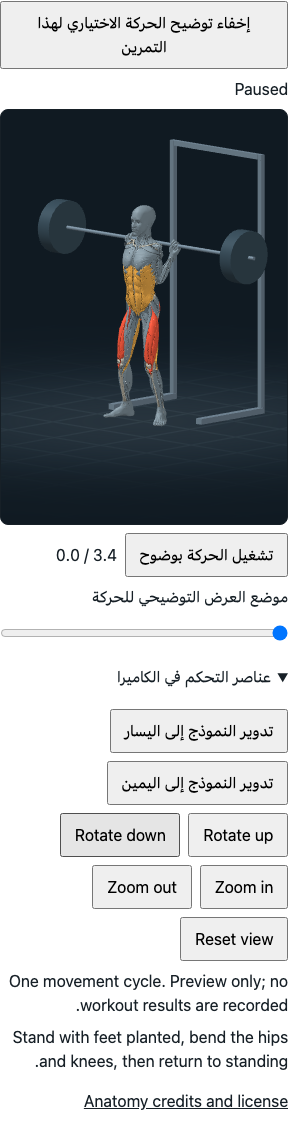 إخفاء توضيح الحركة الاختياري لهذا
التمرين
Paused
تشغيل الحركة بوضوح
0.0 / 3.4
موضع العرض التوضيحي للحركة
▼ عناصر التحكم في الكاميرا
تدوير النموذج إلى اليسار
تدوير النموذج إلى اليمين
Rotate up
Rotate down
Zoom in
Zoom out
Reset view
One movement cycle. Preview only; no
workout results are recorded.
Stand with feet planted, bend the hips
and knees, then return to standing.
Anatomy credits and license